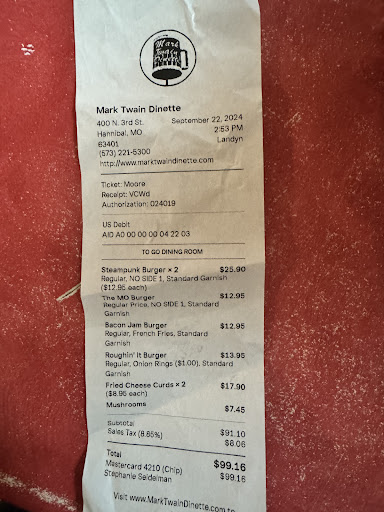 Mark
Twain
Dinette
Mark Twain Dinette
400 N. 3rd St.
Hannibal, MO
63401
(573) 221-5300
http://www.marktwaindinette.com
September 22, 2024
2:53 PM
Landyn
Ticket: Moore
Receipt: VCWd
Authorization: 024019
US Debit
AID A0 00 00 00 04 22 03
TO GO DINING ROOM
Steampunk Burger × 2 $25.90
Regular, NO SIDE 1, Standard Garnish
($12.95 each)
The MO Burger $12.95
Regular Price, NO SIDE 1, Standard
Garnish
Bacon Jam Burger $12.95
Regular, French Fries, Standard
Garnish
Roughin' It Burger $13.95
Regular, Onion Rings ($1.00), Standard
Garnish
Fried Cheese Curds × 2 $17.90
($8.95 each)
Mushrooms $7.45
Subtotal $91.10
Sales Tax (8.85%) $8.06
Total $99.16
Mastercard 4210 (Chip) $99.16
Stephanie Seidelman
Visit www.MarkTwainDinette.com to